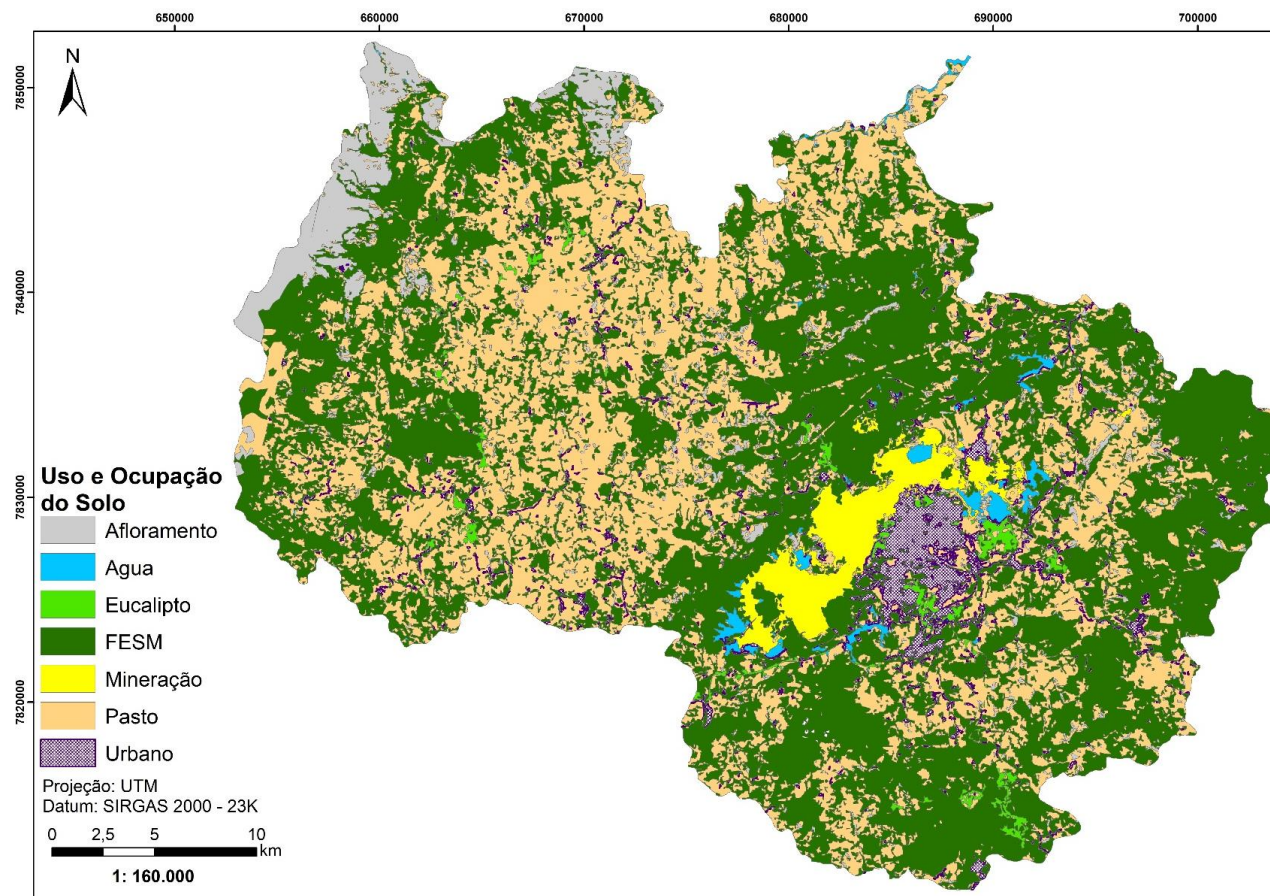 650000 660000 670000 680000 690000 700000
N
7850000
7840000
7830000
7820000
Uso e Ocupação
do Solo
Afloramento
Agua
Eucalipto
FESM
Mineração
Pasto
Urbano
Projeção: UTM
Datum: SIRGAS 2000 - 23K
0 2,5 5 10
km
1: 160.000